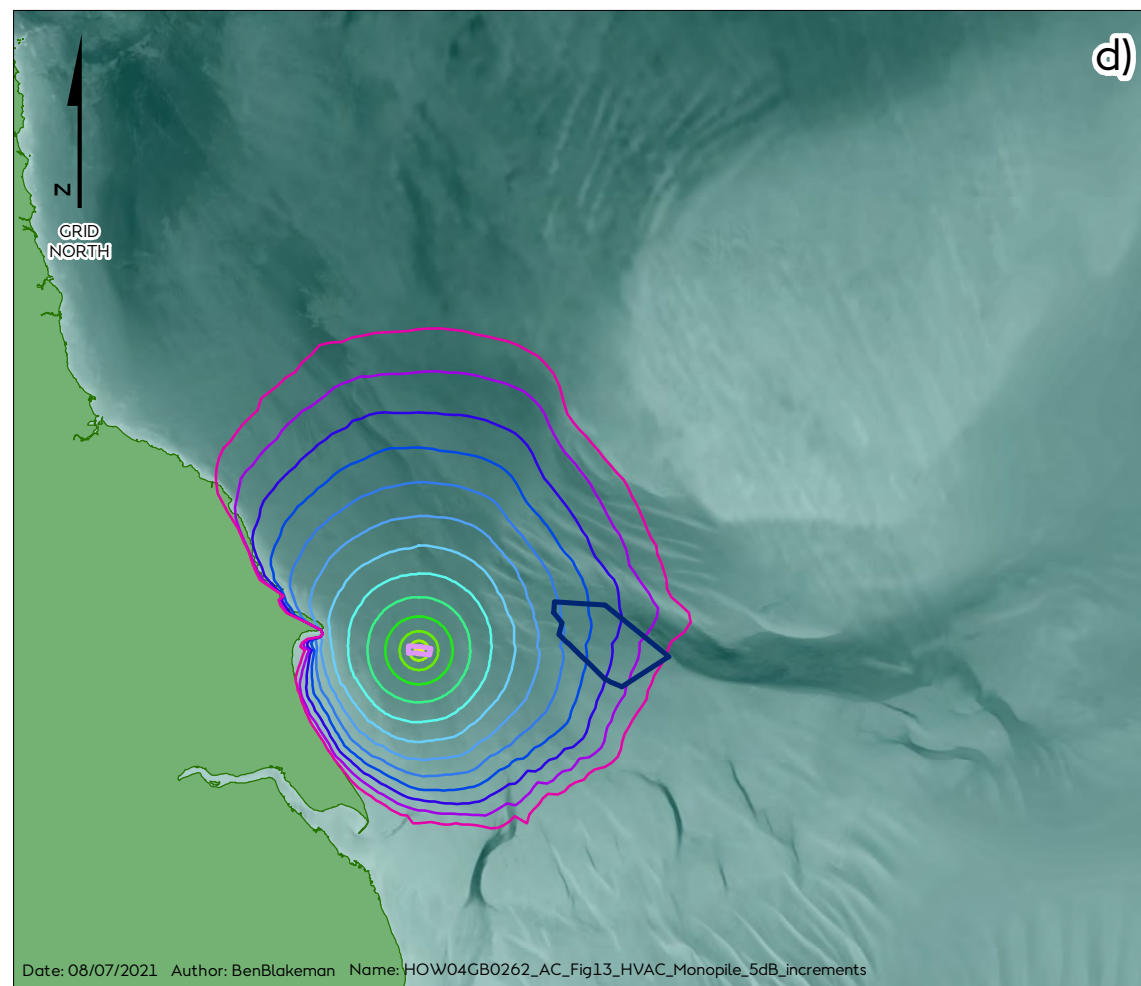 d)
N
GRID
NORTH
Date: 08/07/2021 Author: BenBlakeman Name: HOW04GB0262_AC_Fig13_HVAC_Monopile_5dB_increments